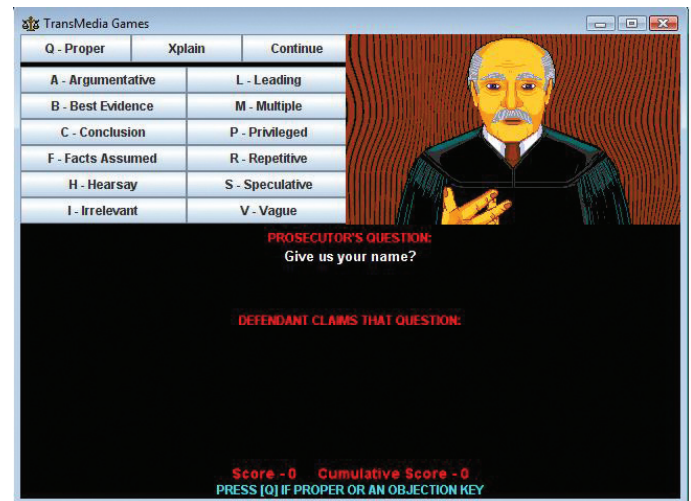 TransMedia Games
Q - Proper Xplain Continue
A - Argumentative L - Leading
B - Best Evidence M - Multiple
C - Conclusion P - Privileged
F - Facts Assumed R - Repetitive
H - Hearsay S - Speculative
I - Irrelevant V - Vague
PROSECUTOR'S QUESTION:
Give us your name?
DEFENDANT CLAIMS THAT QUESTION:
Score - 0 Cumulative Score - 0
PRESS [Q] IF PROPER OR AN OBJECTION KEY